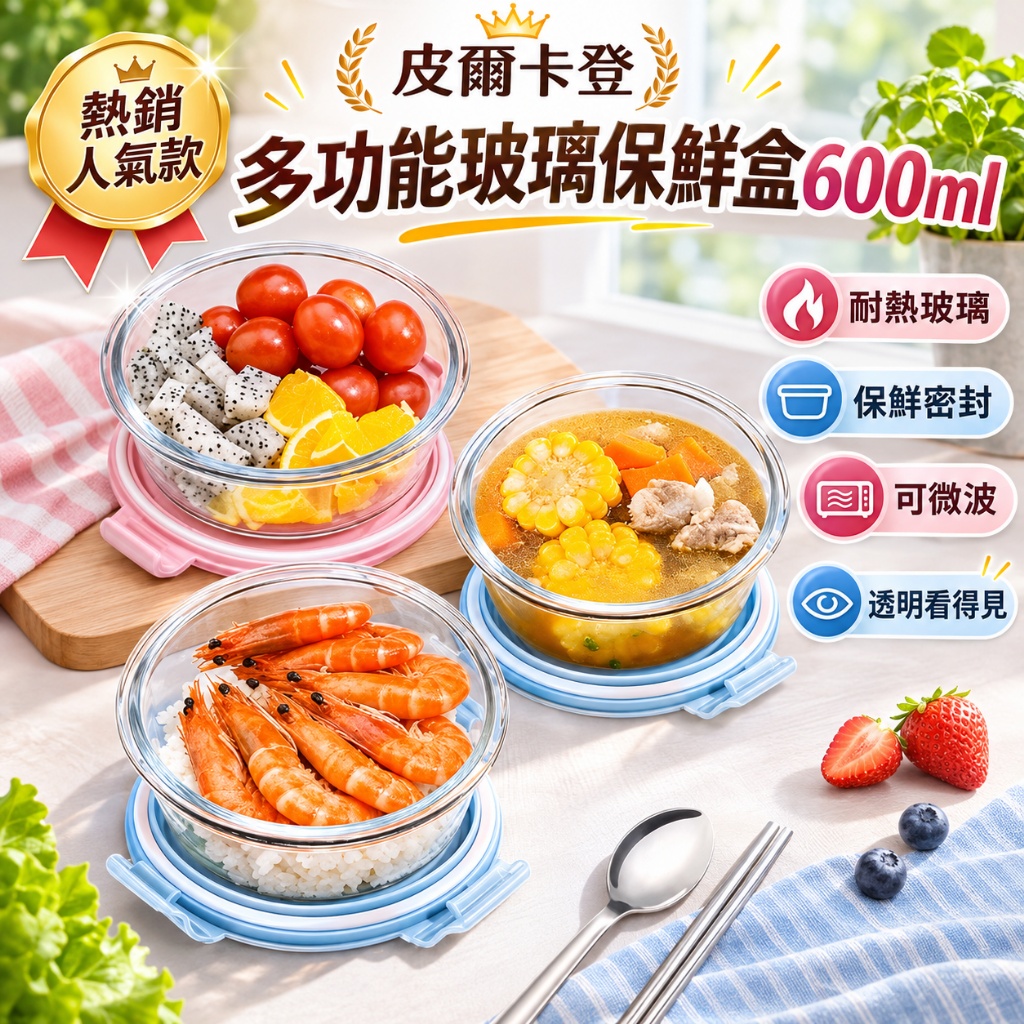 皮爾卡登
熱銷
人氣款
多功能玻璃保鮮盒600ml
耐熱玻璃
保鮮密封
可微波
透明看得見